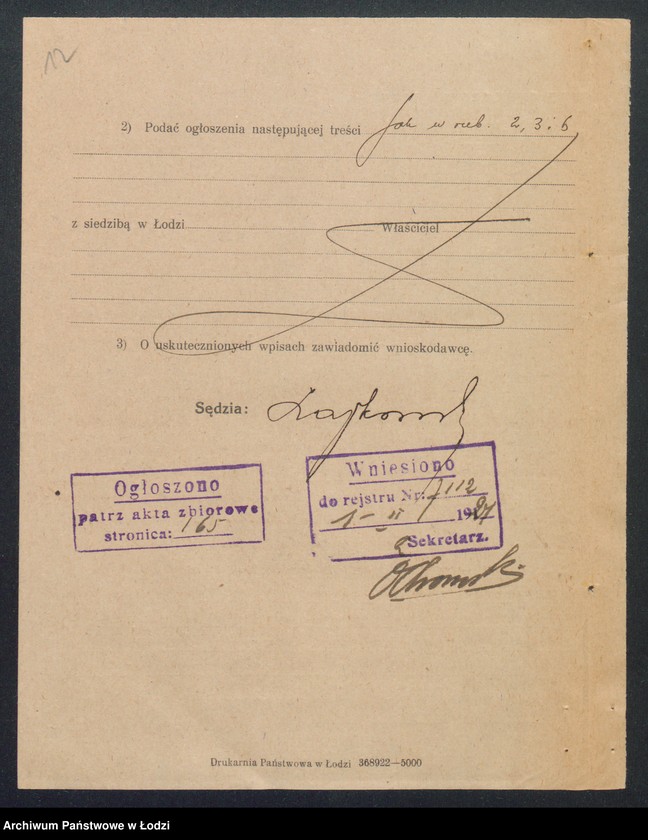 12
2) Podać ogłoszenia następującej treści jak w rub. 2, 3 i 6
z siedzibą w Łodzi Właściciel
3) O uskutecznionych wpisach zawiadomić wnioskodawcę.
Sędzia:
Ogłoszono
patrz akta zbiorowe
stronica: 165
Wniesiono
do rejstru Nr. 7112
1 - II 1927
Sekretarz.
Drukarnia Państwowa w Łodzi 368922—5000
Archiwum Państwowe w Łodzi